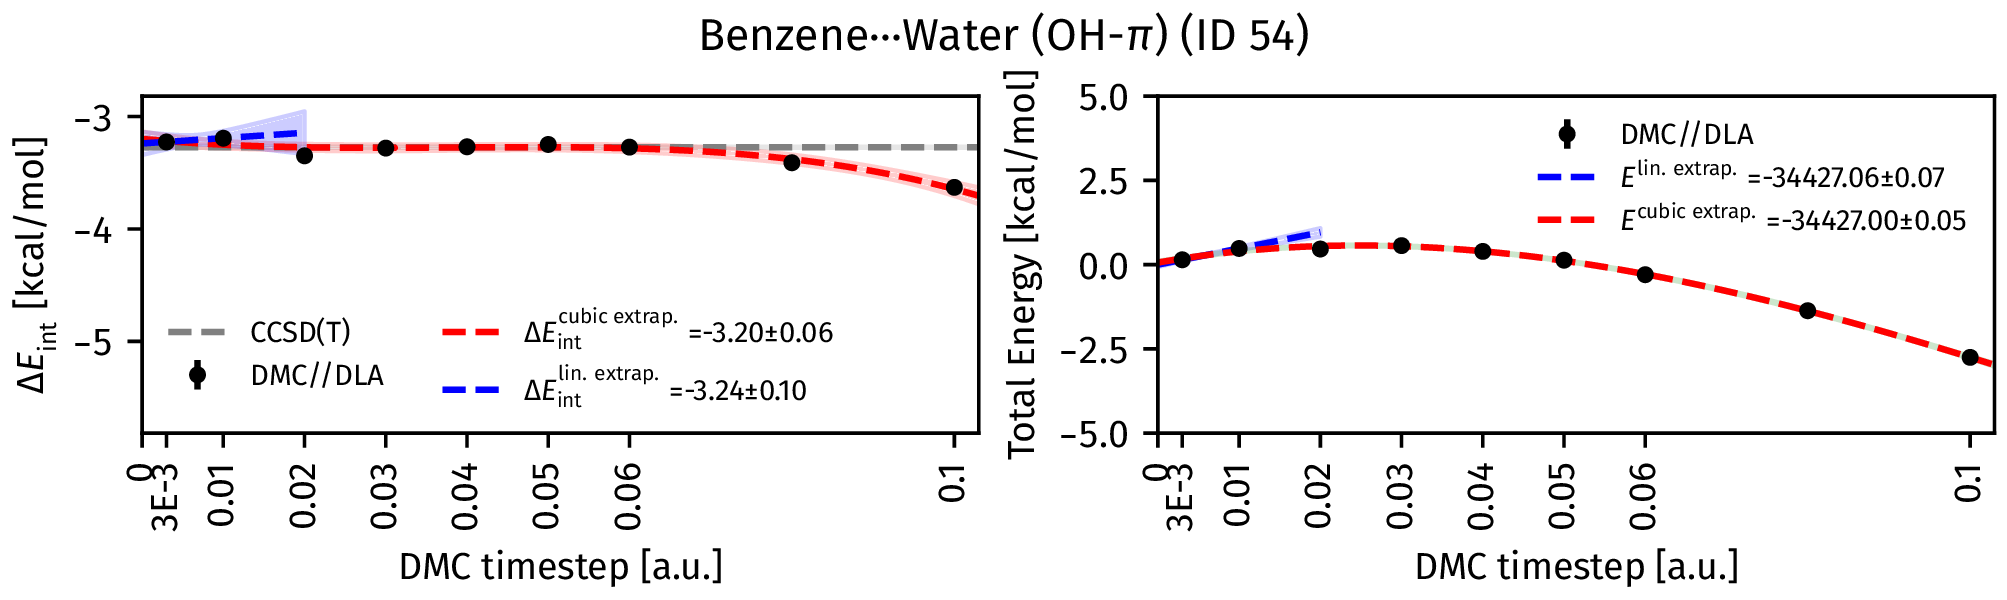 Benzene···Water (OH-π) (ID 54)
ΔE_int [kcal/mol]
−3
−4
−5
CCSD(T)
DMC//DLA
ΔE_int^cubic extrap. =-3.20±0.06
ΔE_int^lin. extrap. =-3.24±0.10
0
3E-3
0.01
0.02
0.03
0.04
0.05
0.06
0.1
DMC timestep [a.u.]
Total Energy [kcal/mol]
5.0
2.5
0.0
−2.5
−5.0
DMC//DLA
E^lin. extrap. =-34427.06±0.07
E^cubic extrap. =-34427.00±0.05
0
3E-3
0.01
0.02
0.03
0.04
0.05
0.06
0.1
DMC timestep [a.u.]